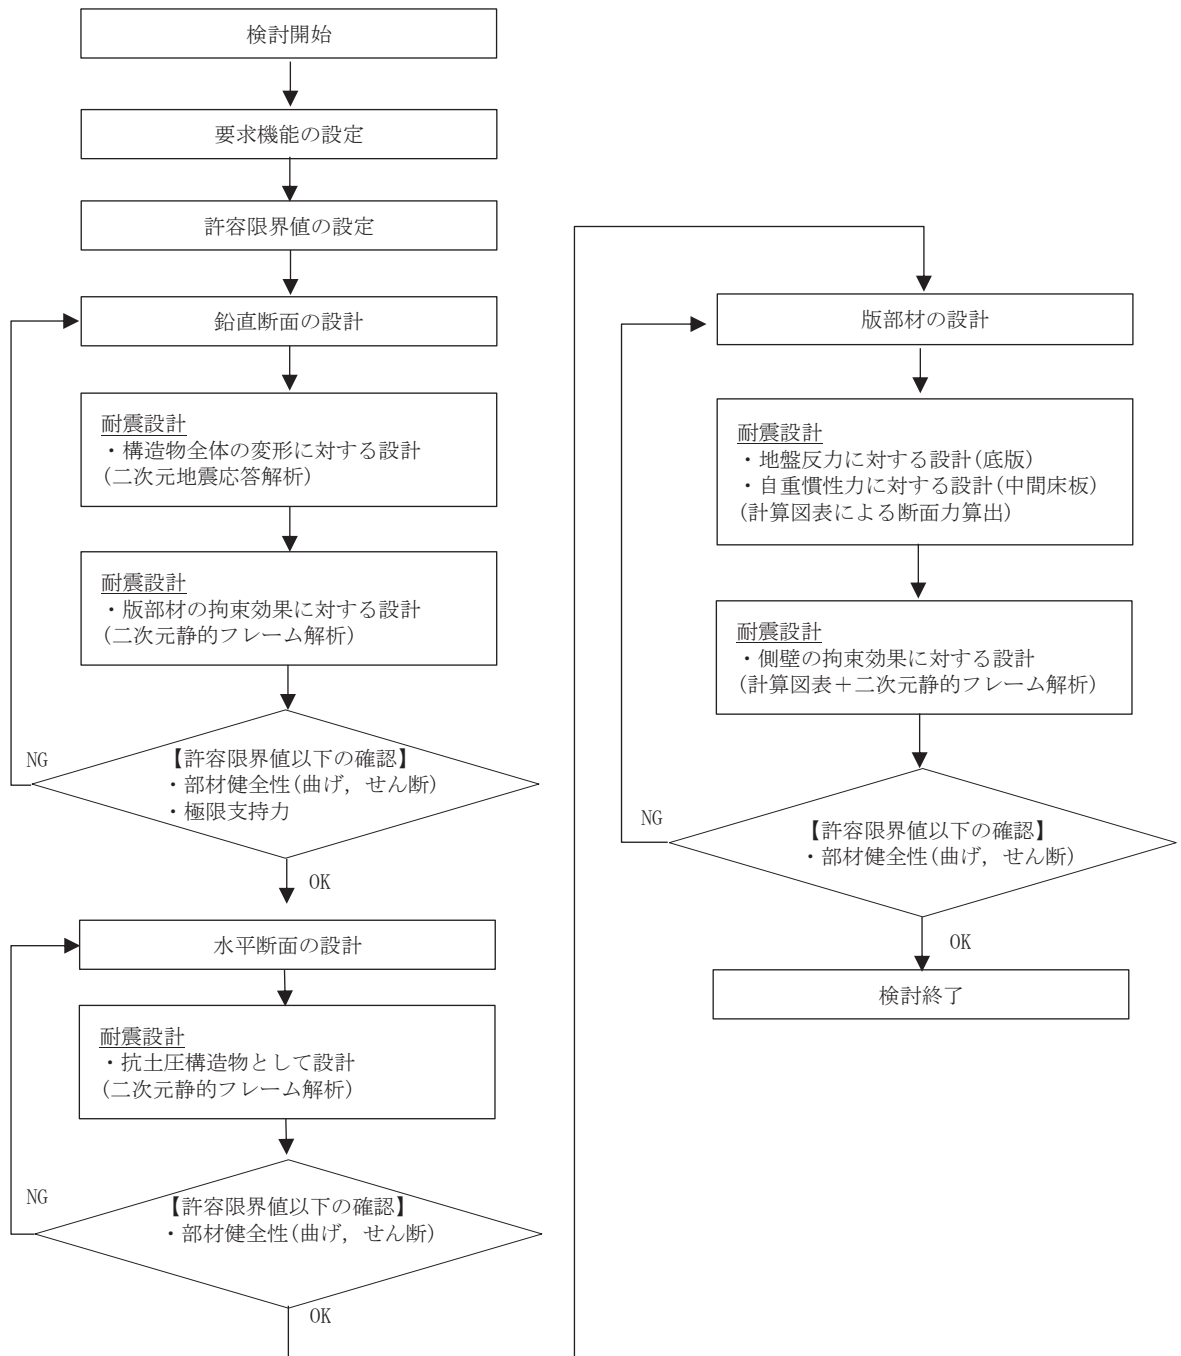 検討開始
要求機能の設定
許容限界値の設定
鉛直断面の設計
耐震設計
・構造物全体の変形に対する設計
(二次元地震応答解析)
耐震設計
・版部材の拘束効果に対する設計
(二次元静的フレーム解析)
【許容限界値以下の確認】
・部材健全性(曲げ，せん断)
・極限支持力
NG
OK
水平断面の設計
耐震設計
・抗土圧構造物として設計
(二次元静的フレーム解析)
【許容限界値以下の確認】
・部材健全性(曲げ，せん断)
NG
OK
版部材の設計
耐震設計
・地盤反力に対する設計(底版)
・自重慣性力に対する設計(中間床板)
(計算図表による断面力算出)
耐震設計
・側壁の拘束効果に対する設計
(計算図表＋二次元静的フレーム解析)
【許容限界値以下の確認】
・部材健全性(曲げ，せん断)
NG
OK
検討終了